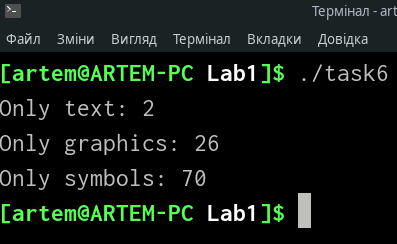 Термінал - art
Файл Зміни Вигляд Термінал Вкладки Довідка
[artem@ARTEM-PC Lab1]$ ./task6
Only text: 2
Only graphics: 26
Only symbols: 70
[artem@ARTEM-PC Lab1]$